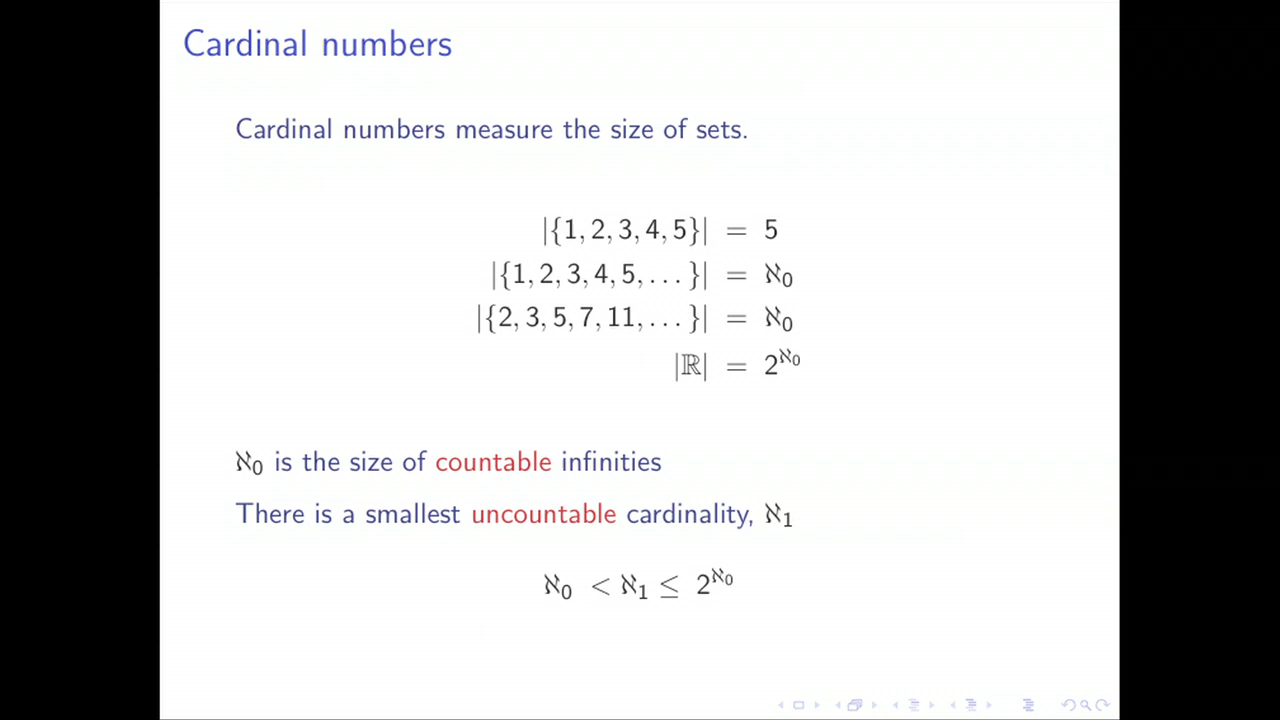 Cardinal numbers
Cardinal numbers measure the size of sets.
|{1, 2, 3, 4, 5}| = 5
|{1, 2, 3, 4, 5, . . . }| = ℵ₀
|{2, 3, 5, 7, 11, . . . }| = ℵ₀
|ℝ| = 2^ℵ₀
ℵ₀ is the size of countable infinities
There is a smallest uncountable cardinality, ℵ₁
ℵ₀ < ℵ₁ ≤ 2^ℵ₀